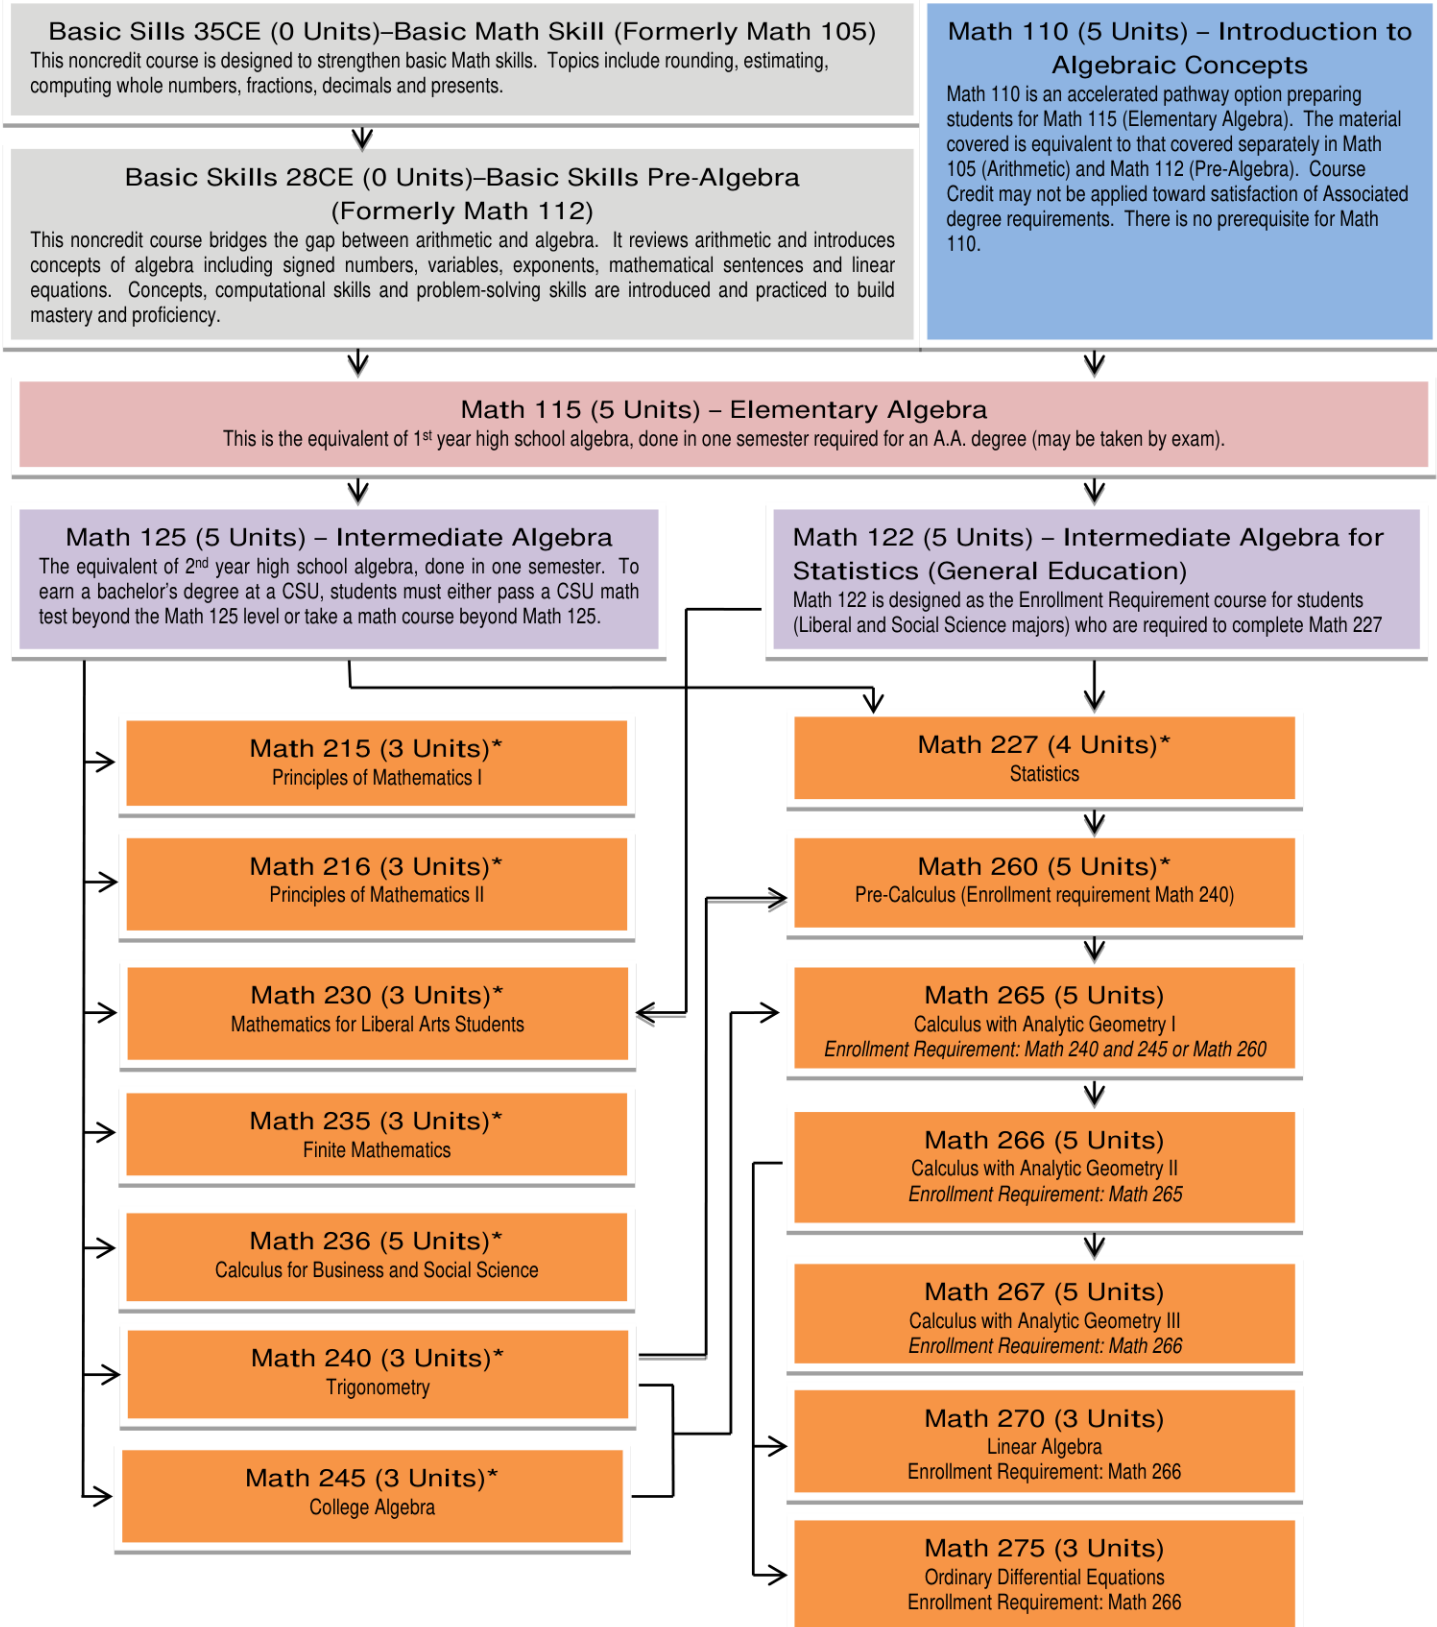 Basic Sills 35CE (0 Units)–Basic Math Skill (Formerly Math 105)
This noncredit course is designed to strengthen basic Math skills. Topics include rounding, estimating,
computing whole numbers, fractions, decimals and presents.
Math 110 (5 Units) – Introduction to
Algebraic Concepts
Math 110 is an accelerated pathway option preparing
students for Math 115 (Elementary Algebra). The material
covered is equivalent to that covered separately in Math
105 (Arithmetic) and Math 112 (Pre-Algebra). Course
Credit may not be applied toward satisfaction of Associated
degree requirements. There is no prerequisite for Math
110.
Basic Skills 28CE (0 Units)–Basic Skills Pre-Algebra
(Formerly Math 112)
This noncredit course bridges the gap between arithmetic and algebra. It reviews arithmetic and introduces
concepts of algebra including signed numbers, variables, exponents, mathematical sentences and linear
equations. Concepts, computational skills and problem-solving skills are introduced and practiced to build
mastery and proficiency.
Math 115 (5 Units) – Elementary Algebra
This is the equivalent of 1st year high school algebra, done in one semester required for an A.A. degree (may be taken by exam).
Math 125 (5 Units) – Intermediate Algebra
The equivalent of 2nd year high school algebra, done in one semester. To
earn a bachelor's degree at a CSU, students must either pass a CSU math
test beyond the Math 125 level or take a math course beyond Math 125.
Math 122 (5 Units) – Intermediate Algebra for
Statistics (General Education)
Math 122 is designed as the Enrollment Requirement course for students
(Liberal and Social Science majors) who are required to complete Math 227
Math 215 (3 Units)*
Principles of Mathematics I
Math 216 (3 Units)*
Principles of Mathematics II
Math 230 (3 Units)*
Mathematics for Liberal Arts Students
Math 235 (3 Units)*
Finite Mathematics
Math 236 (5 Units)*
Calculus for Business and Social Science
Math 240 (3 Units)*
Trigonometry
Math 245 (3 Units)*
College Algebra
Math 227 (4 Units)*
Statistics
Math 260 (5 Units)*
Pre-Calculus (Enrollment requirement Math 240)
Math 265 (5 Units)
Calculus with Analytic Geometry I
Enrollment Requirement: Math 240 and 245 or Math 260
Math 266 (5 Units)
Calculus with Analytic Geometry II
Enrollment Requirement: Math 265
Math 267 (5 Units)
Calculus with Analytic Geometry III
Enrollment Requirement: Math 266
Math 270 (3 Units)
Linear Algebra
Enrollment Requirement: Math 266
Math 275 (3 Units)
Ordinary Differential Equations
Enrollment Requirement: Math 266